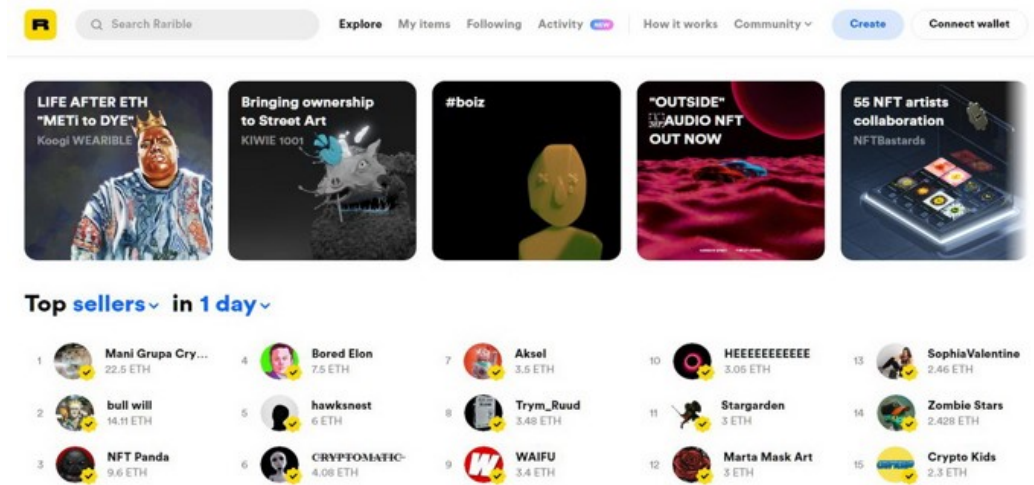 R
Search Rarible
Explore My items Following Activity NEW How it works Community Create Connect wallet
LIFE AFTER ETH
"METi to DYE"
Koogi WEARIBLE
Bringing ownership
to Street Art
KIWIE 1001
#boiz
"OUTSIDE"
AUDIO NFT
OUT NOW
55 NFT artists
collaboration
NFTBastards
Top sellers in 1 day
1 Mani Grupa Cry...
22.5 ETH
2 bull will
14.11 ETH
3 NFT Panda
9.6 ETH
4 Bored Elon
7.5 ETH
5 hawksnest
6 ETH
6 CRYPTOMATIC
4.08 ETH
7 Aksel
3.5 ETH
8 Trym_Ruud
3.48 ETH
9 WAIFU
3.4 ETH
10 HEEEEEEEEEEE
3.05 ETH
11 Stargarden
3 ETH
12 Marta Mask Art
3 ETH
13 SophiaValentine
2.46 ETH
14 Zombie Stars
2.428 ETH
15 Crypto Kids
2.3 ETH